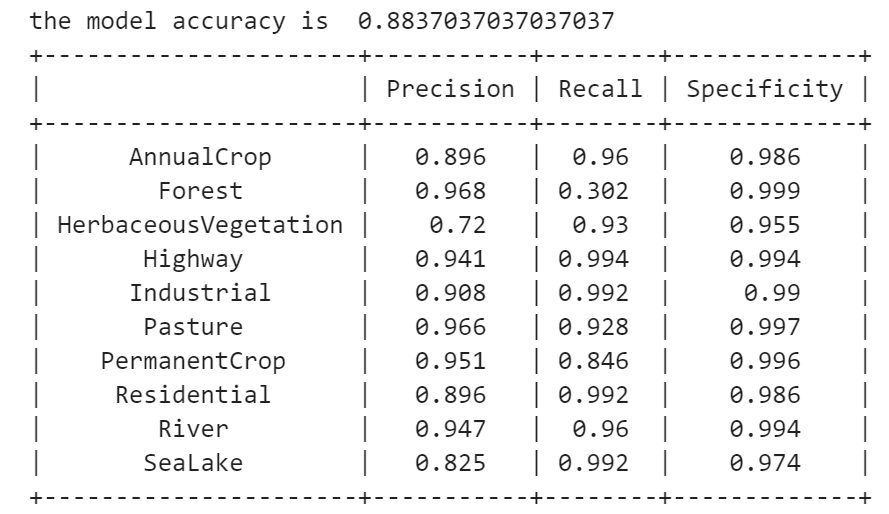 the model accuracy is  0.8837037037037037
+----------------------+-----------+--------+-------------+
|                      | Precision | Recall | Specificity |
+----------------------+-----------+--------+-------------+
|      AnnualCrop      |   0.896   |  0.96  |    0.986    |
|        Forest        |   0.968   | 0.302  |    0.999    |
| HerbaceousVegetation |    0.72   |  0.93  |    0.955    |
|       Highway        |   0.941   | 0.994  |    0.994    |
|      Industrial      |   0.908   | 0.992  |     0.99    |
|       Pasture        |   0.966   | 0.928  |    0.997    |
|    PermanentCrop     |   0.951   | 0.846  |    0.996    |
|     Residential      |   0.896   | 0.992  |    0.986    |
|        River         |   0.947   |  0.96  |    0.994    |
|       SeaLake        |   0.825   | 0.992  |    0.974    |
+----------------------+-----------+--------+-------------+